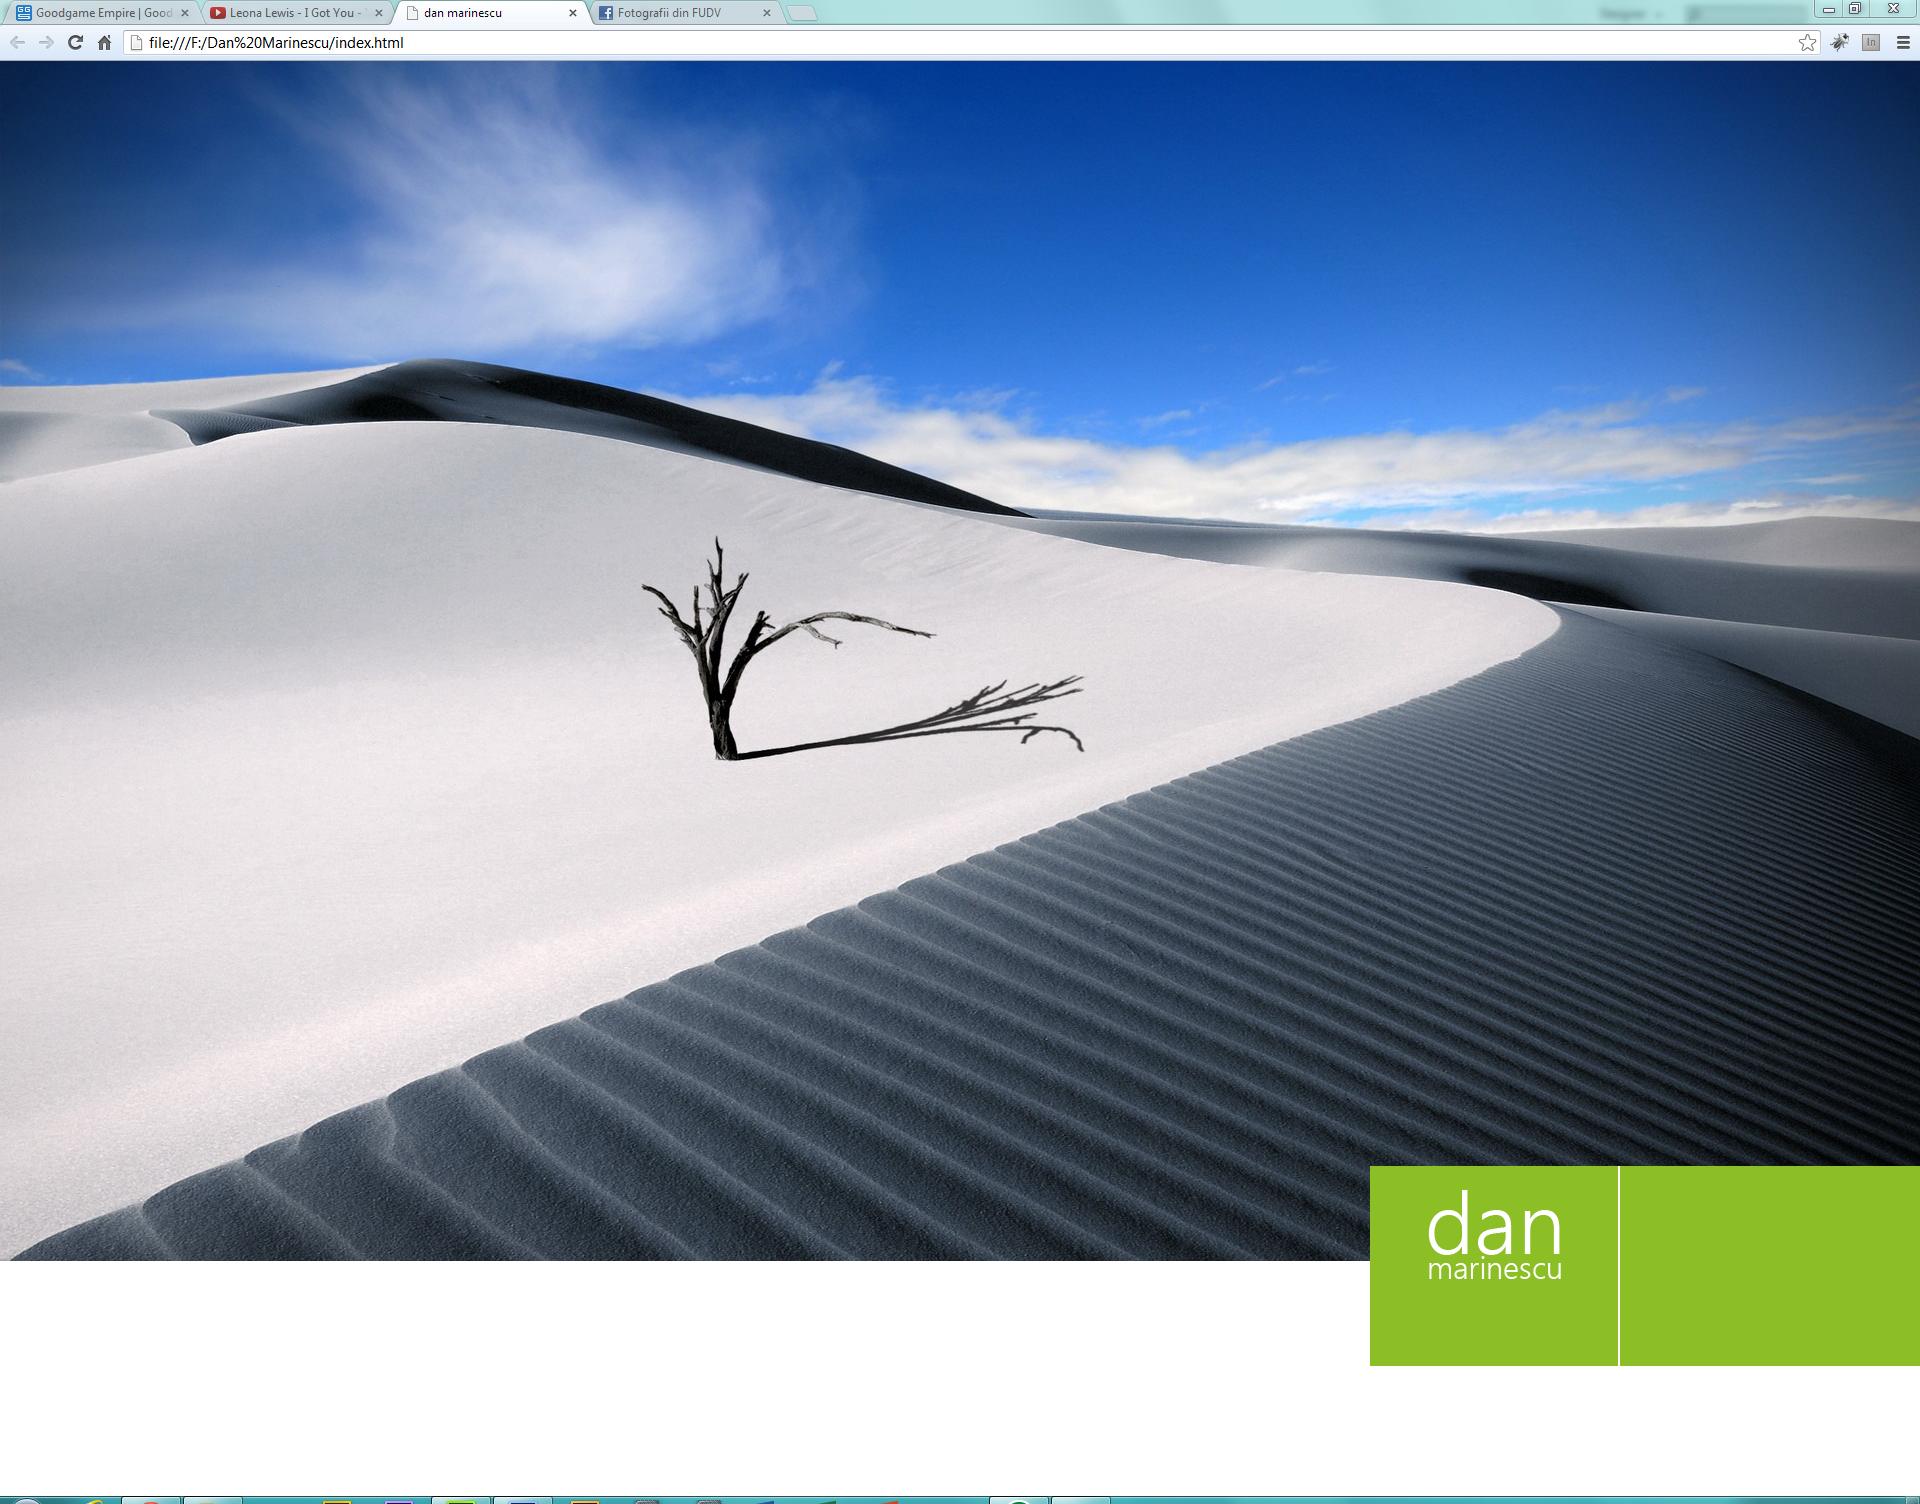 Goodgame Empire | Good
Leona Lewis - I Got You -
dan marinescu
Fotografii din FUDV
file:///F:/Dan%20Marinescu/index.html
dan
marinescu